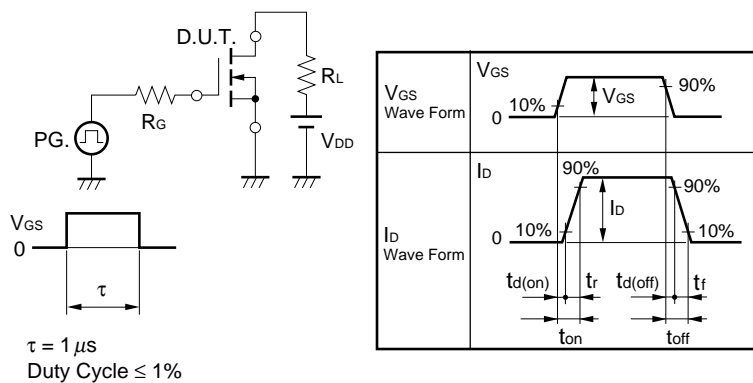 D.U.T.
RL
RG
PG.
VDD
VGS
0
τ
τ = 1 μs
Duty Cycle ≤ 1%
VGS
Wave Form
VGS
10%
0
VGS
90%
ID
Wave Form
ID
90%
90%
ID
10%
0
10%
td(on)
tr
td(off)
tf
ton
toff